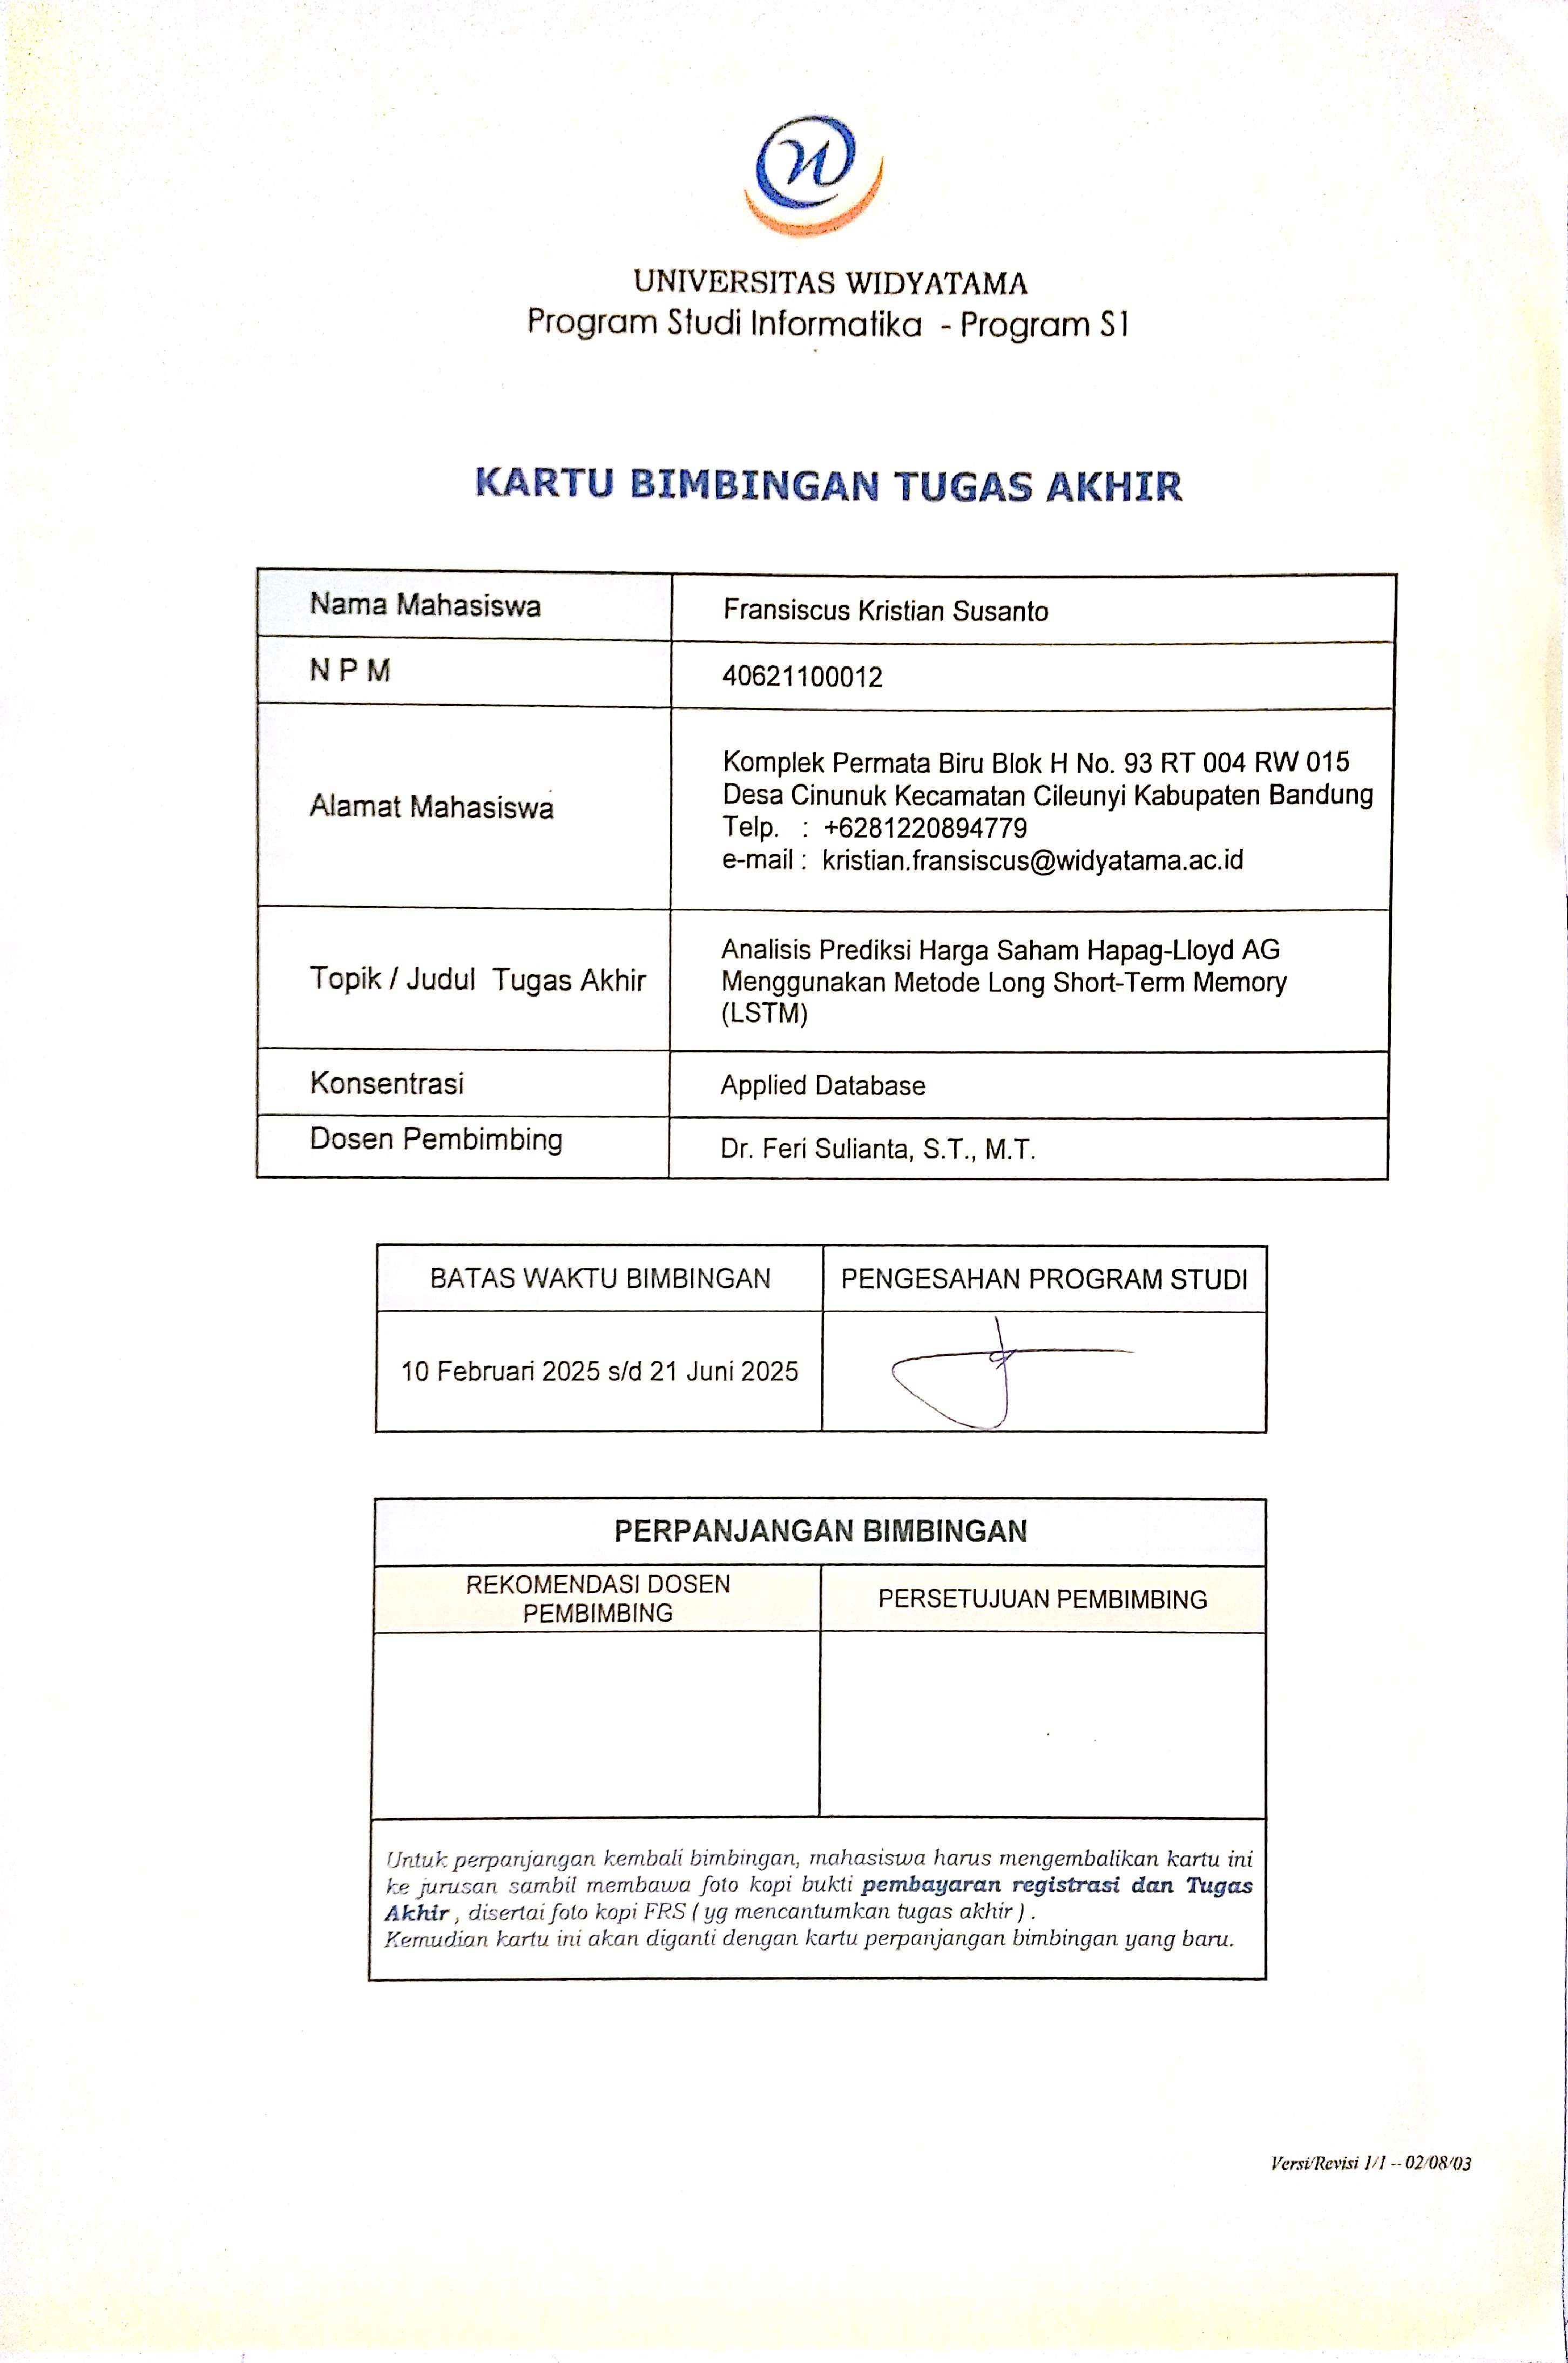 UNIVERSITAS WIDYATAMA
Program Studi Informatika - Program S1
KARTU BIMBINGAN TUGAS AKHIR
Nama Mahasiswa
Fransiscus Kristian Susanto
N P M
40621100012
Alamat Mahasiswa
Komplek Permata Biru Blok H No. 93 RT 004 RW 015
Desa Cinunuk Kecamatan Cileunyi Kabupaten Bandung
Telp. : +6281220894779
e-mail : kristian.fransiscus@widyatama.ac.id
Topik / Judul Tugas Akhir
Analisis Prediksi Harga Saham Hapag-Lloyd AG
Menggunakan Metode Long Short-Term Memory
(LSTM)
Konsentrasi
Applied Database
Dosen Pembimbing
Dr. Feri Sulianta, S.T., M.T.
BATAS WAKTU BIMBINGAN
PENGESAHAN PROGRAM STUDI
10 Februari 2025 s/d 21 Juni 2025
PERPANJANGAN BIMBINGAN
REKOMENDASI DOSEN
PEMBIMBING
PERSETUJUAN PEMBIMBING
Untuk perpanjangan kembali bimbingan, mahasiswa harus mengembalikan kartu ini
ke jurusan sambil membawa foto kopi bukti pembayaran registrasi dan Tugas
Akhir , disertai foto kopi FRS ( yg mencantumkan tugas akhir ) .
Kemudian kartu ini akan diganti dengan kartu perpanjangan bimbingan yang baru.
Versi/Revisi 1/1 -- 02/08/03